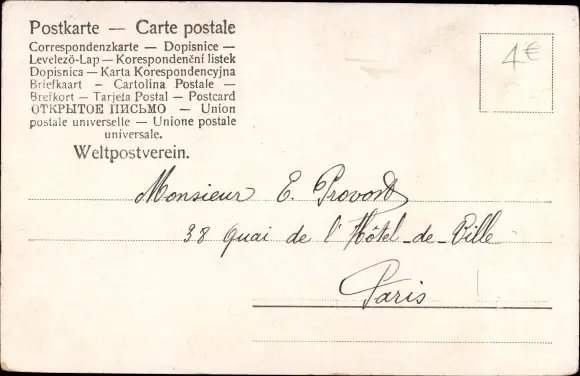 Postkarte — Carte postale
Correspondenzkarte — Dopisnice —
Levelező-Lap — Korespondenční listek
Dopisnica — Karta Korespondencyjna
Briefkaart — Cartolina Postale —
Brefkort — Tarjeta Postal — Postcard
ОТКРЫТОЕ ПИСЬМО — Union
postale universelle — Unione postale
universale.
Weltpostverein.
4€
Monsieur E. Provost
38 quai de l'Hôtel-de-Ville
Paris